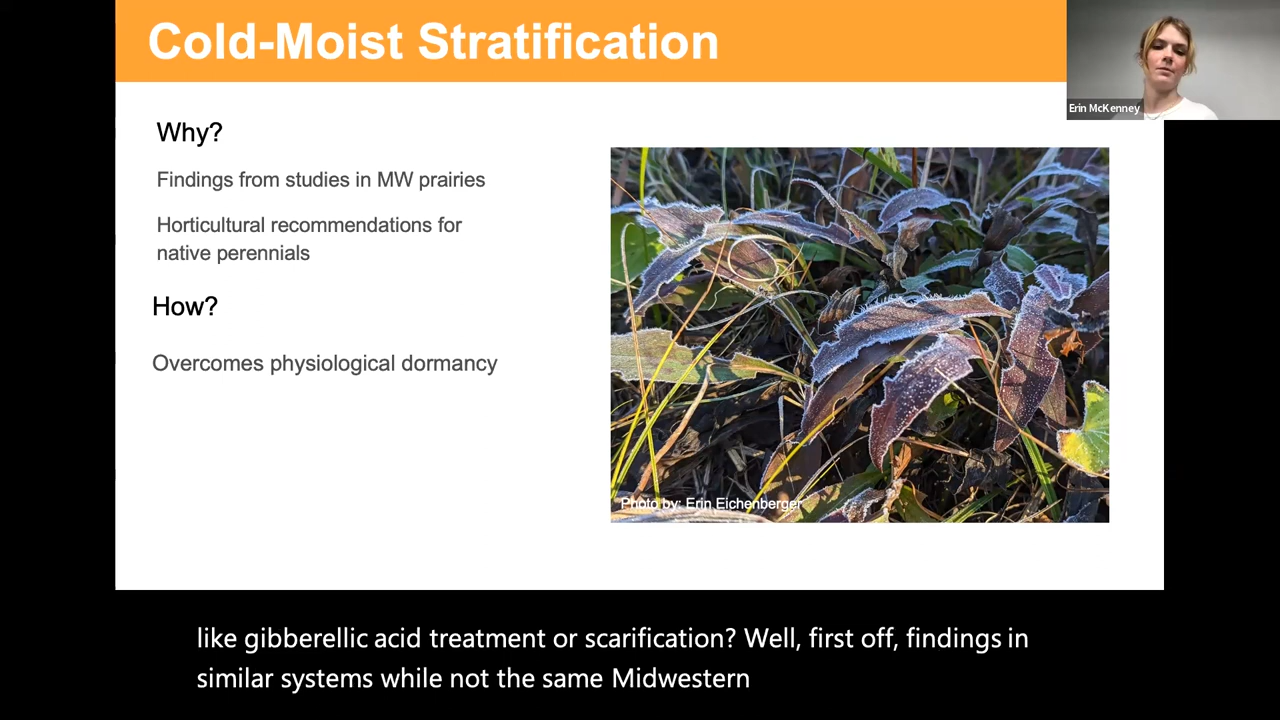 Cold-Moist Stratification
Erin McKenney
Why?
Findings from studies in MW prairies
Horticultural recommendations for
native perennials
How?
Overcomes physiological dormancy
Photo by: Erin Eichenberger
like gibberellic acid treatment or scarification? Well, first off, findings in
similar systems while not the same Midwestern